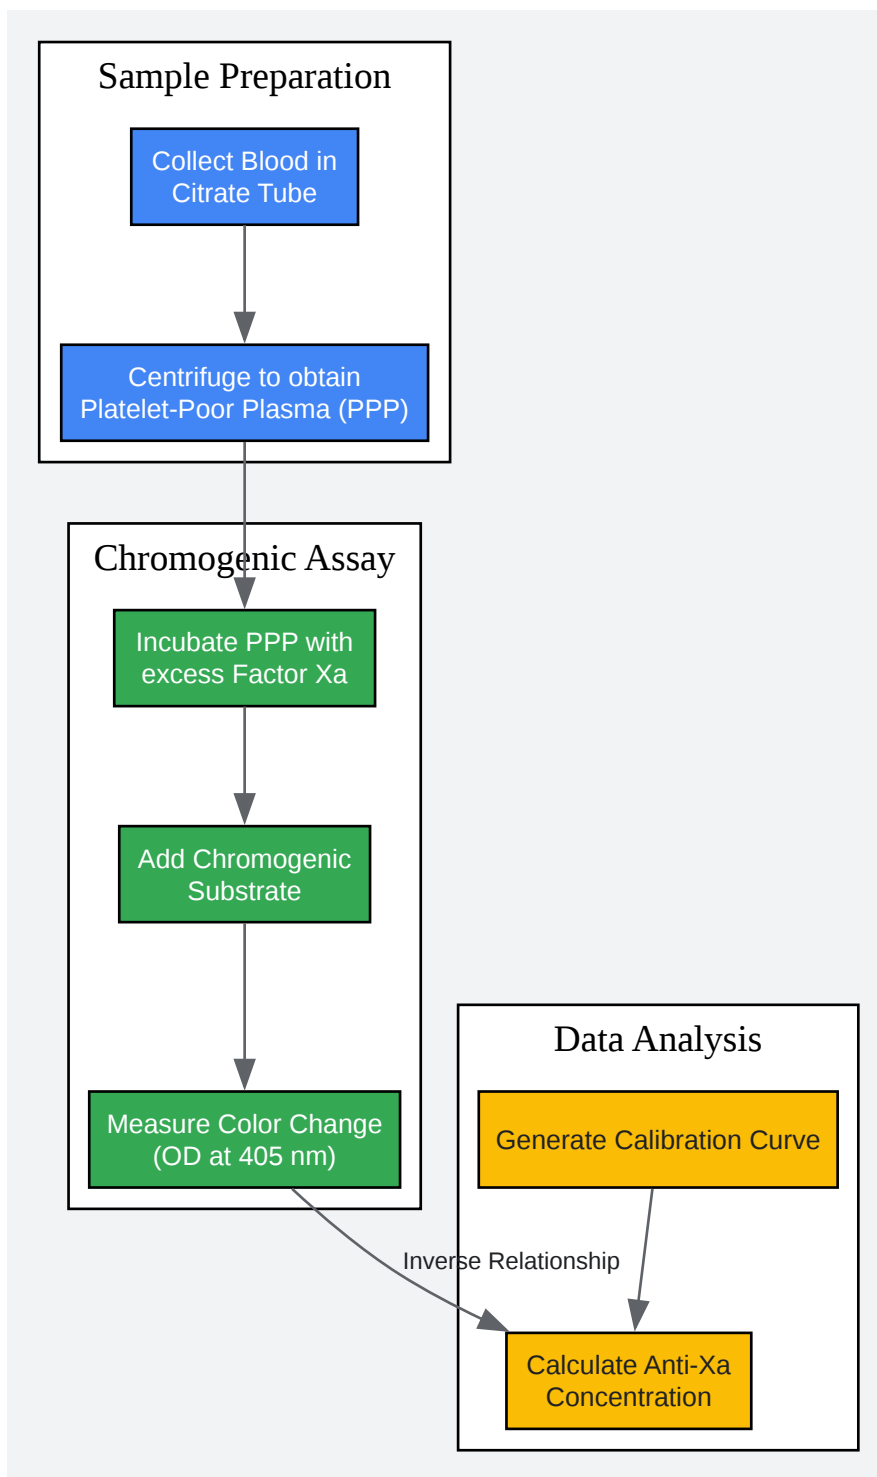 Sample Preparation
Collect Blood in
Citrate Tube
Centrifuge to obtain
Platelet-Poor Plasma (PPP)
Chromogenic Assay
Incubate PPP with
excess Factor Xa
Add Chromogenic
Substrate
Measure Color Change
(OD at 405 nm)
Data Analysis
Generate Calibration Curve
Inverse Relationship
Calculate Anti-Xa
Concentration